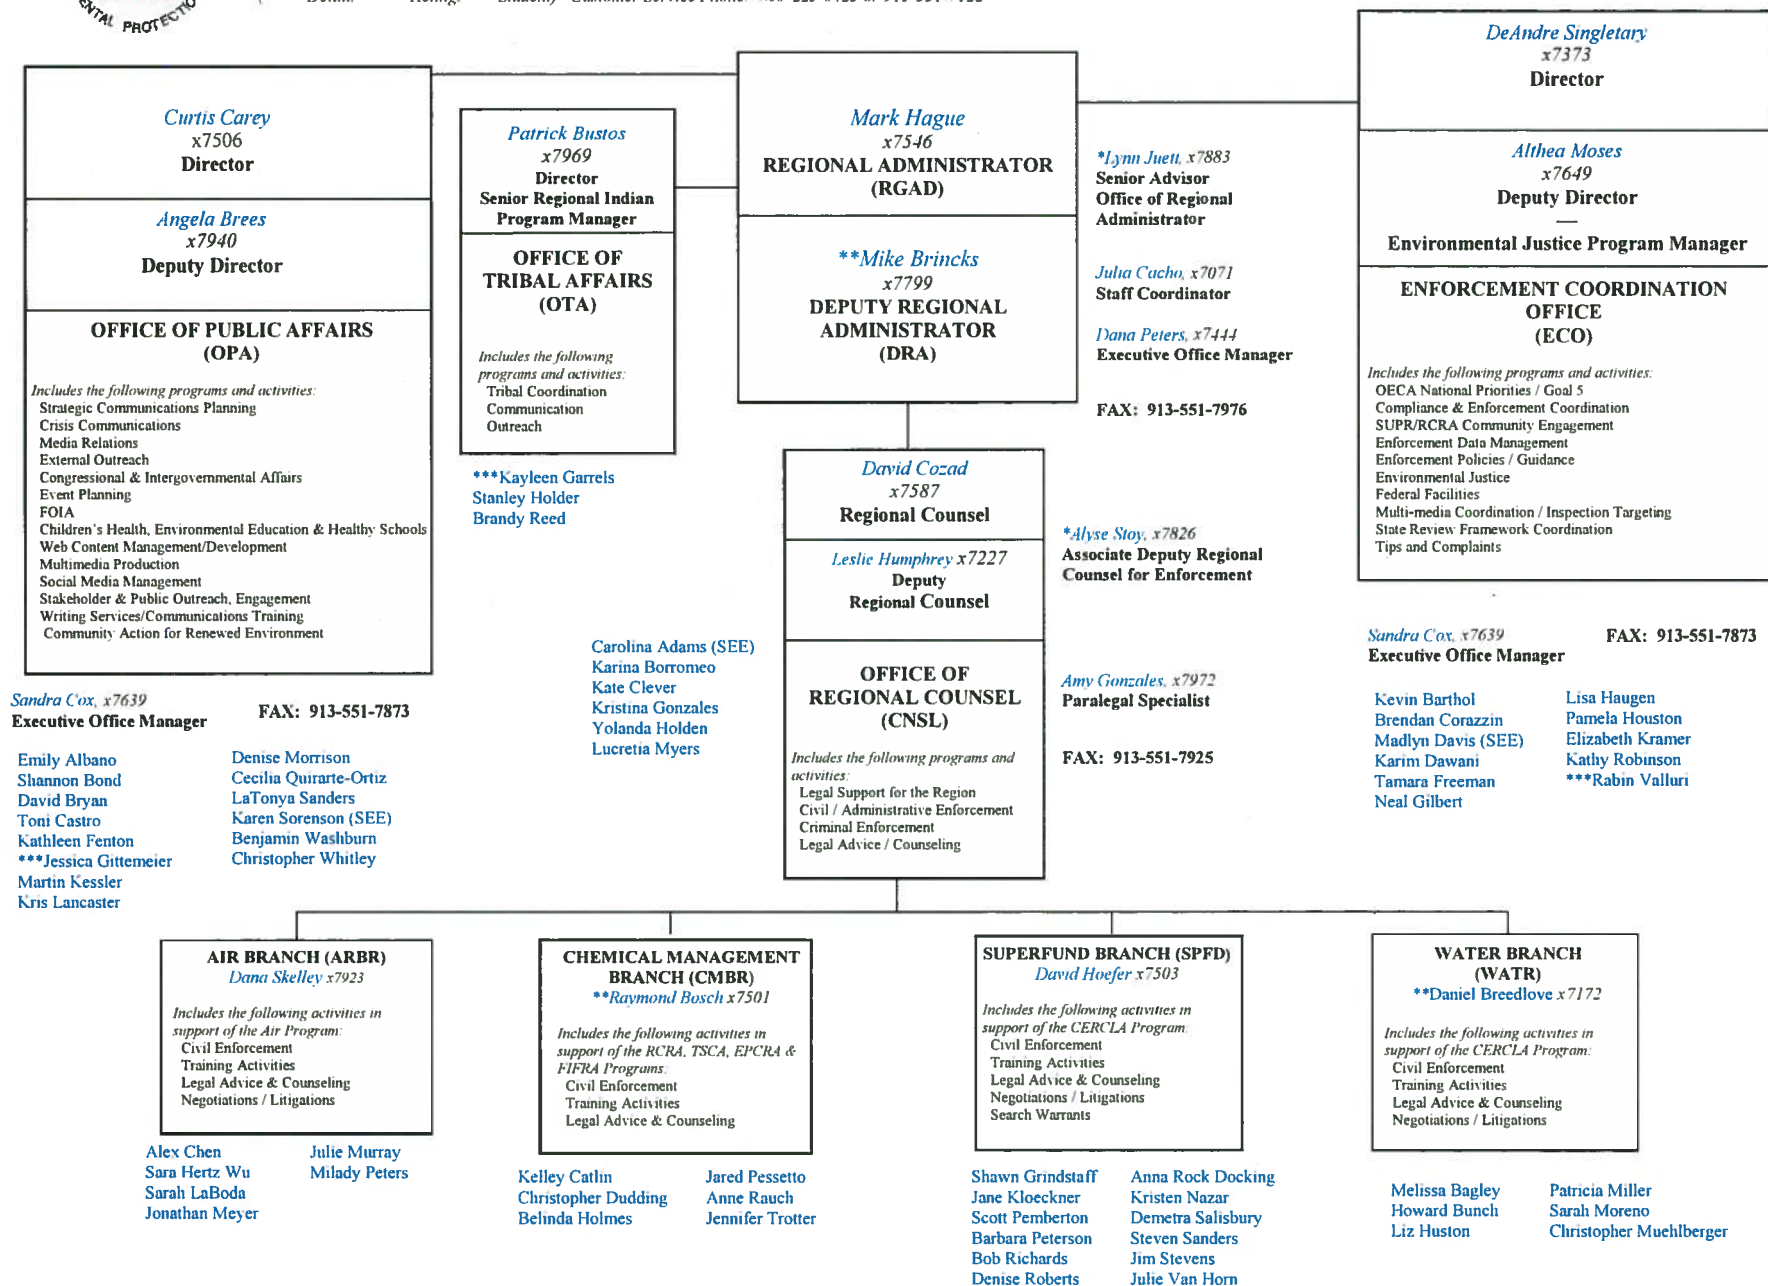 ENTAL PROTECTIO
Customer Service Phone:
Curtis Carey
x7506
Director
Angela Brees
x7940
Deputy Director
OFFICE OF PUBLIC AFFAIRS
(OPA)
Includes the following programs and activities:
Strategic Communications Planning
Crisis Communications
Media Relations
External Outreach
Congressional & Intergovernmental Affairs
Event Planning
FOIA
Children's Health, Environmental Education & Healthy Schools
Web Content Management/Development
Multimedia Production
Social Media Management
Stakeholder & Public Outreach, Engagement
Writing Services/Communications Training
Community Action for Renewed Environment
Sandra Cox, x7639
Executive Office Manager
FAX: 913-551-7873
Emily Albano
Shannon Bond
David Bryan
Toni Castro
Kathleen Fenton
***Jessica Gittemeier
Martin Kessler
Kris Lancaster
Denise Morrison
Cecilia Quirarte-Ortiz
LaTonya Sanders
Karen Sorenson (SEE)
Benjamin Washburn
Christopher Whitley
Patrick Bustos
x7969
Director
Senior Regional Indian
Program Manager
OFFICE OF
TRIBAL AFFAIRS
(OTA)
Includes the following
programs and activities:
Tribal Coordination
Communication
Outreach
***Kayleen Garrels
Stanley Holder
Brandy Reed
Mark Hague
x7546
REGIONAL ADMINISTRATOR
(RGAD)
**Mike Brincks
x7799
DEPUTY REGIONAL
ADMINISTRATOR
(DRA)
*Lynn Juett, x7883
Senior Advisor
Office of Regional
Administrator
Julia Cacho, x7071
Staff Coordinator
Dana Peters, x7444
Executive Office Manager
FAX: 913-551-7976
DeAndre Singletary
x7373
Director
Althea Moses
x7649
Deputy Director
—
Environmental Justice Program Manager
ENFORCEMENT COORDINATION
OFFICE
(ECO)
Includes the following programs and activities:
OECA National Priorities / Goal 5
Compliance & Enforcement Coordination
SUPR/RCRA Community Engagement
Enforcement Data Management
Enforcement Policies / Guidance
Environmental Justice
Federal Facilities
Multi-media Coordination / Inspection Targeting
State Review Framework Coordination
Tips and Complaints
Sandra Cox, x7639
Executive Office Manager
FAX: 913-551-7873
Kevin Barthol
Brendan Corazzin
Madlyn Davis (SEE)
Karim Dawani
Tamara Freeman
Neal Gilbert
Lisa Haugen
Pamela Houston
Elizabeth Kramer
Kathy Robinson
***Rabin Valluri
David Cozad
x7587
Regional Counsel
Leslie Humphrey x7227
Deputy
Regional Counsel
OFFICE OF
REGIONAL COUNSEL
(CNSL)
Includes the following programs and
activities:
Legal Support for the Region
Civil / Administrative Enforcement
Criminal Enforcement
Legal Advice / Counseling
Carolina Adams (SEE)
Karina Borromeo
Kate Clever
Kristina Gonzales
Yolanda Holden
Lucretia Myers
*Alyse Stoy, x7826
Associate Deputy Regional
Counsel for Enforcement
Amy Gonzales, x7972
Paralegal Specialist
FAX: 913-551-7925
AIR BRANCH (ARBR)
Dana Skelley x7923
Includes the following activities in
support of the Air Program:
Civil Enforcement
Training Activities
Legal Advice & Counseling
Negotiations / Litigations
Alex Chen
Sara Hertz Wu
Sarah LaBoda
Jonathan Meyer
Julie Murray
Milady Peters
CHEMICAL MANAGEMENT
BRANCH (CMBR)
**Raymond Bosch x7501
Includes the following activities in
support of the RCRA, TSCA, EPCRA &
FIFRA Programs:
Civil Enforcement
Training Activities
Legal Advice & Counseling
Kelley Catlin
Christopher Dudding
Belinda Holmes
Jared Pessetto
Anne Rauch
Jennifer Trotter
SUPERFUND BRANCH (SPFD)
David Hoefer x7503
Includes the following activities in
support of the CERCLA Program:
Civil Enforcement
Training Activities
Legal Advice & Counseling
Negotiations / Litigations
Search Warrants
Shawn Grindstaff
Jane Kloeckner
Scott Pemberton
Barbara Peterson
Bob Richards
Denise Roberts
Anna Rock Docking
Kristen Nazar
Demetra Salisbury
Steven Sanders
Jim Stevens
Julie Van Horn
WATER BRANCH
(WATR)
**Daniel Breedlove x7172
Includes the following activities in
support of the CERCLA Program:
Civil Enforcement
Training Activities
Legal Advice & Counseling
Negotiations / Litigations
Melissa Bagley
Howard Bunch
Liz Huston
Patricia Miller
Sarah Moreno
Christopher Muehlberger